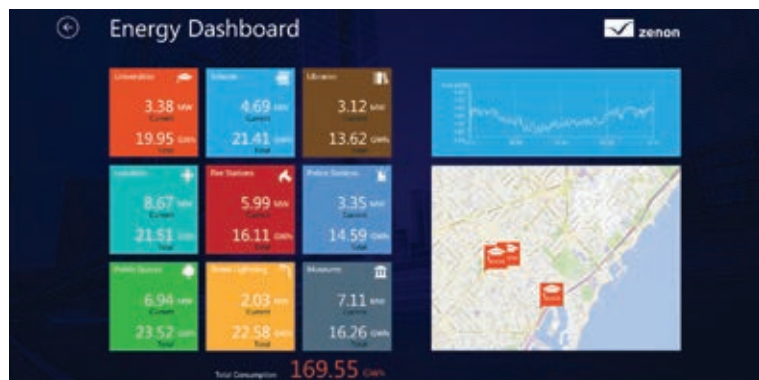 Energy Dashboard
zenon
Universities
3.38 MW
Current
19.95 GWh
Total
Schools
4.69 MW
Current
21.41 GWh
Total
Libraries
3.12 MW
Current
13.62 GWh
Total
8.67 MW
Current
21.51 GWh
Total
Fire Stations
5.99 MW
Current
16.11 GWh
Total
Police Stations
3.35 MW
Current
14.59 GWh
Total
Public Spaces
6.94 MW
Current
23.52 GWh
Total
Street Lightning
2.03 MW
Current
22.58 GWh
Total
Museums
7.11 MW
Current
16.26 GWh
Total
Total Consumption 169.55 GWh